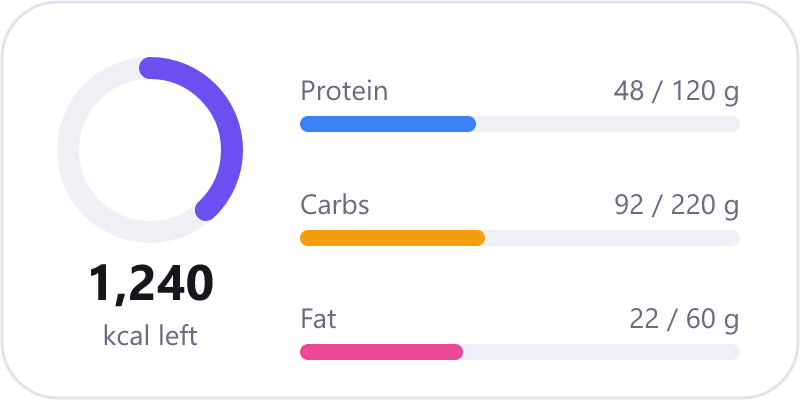 1,240
kcal left
Protein 48 / 120 g
Carbs 92 / 220 g
Fat 22 / 60 g